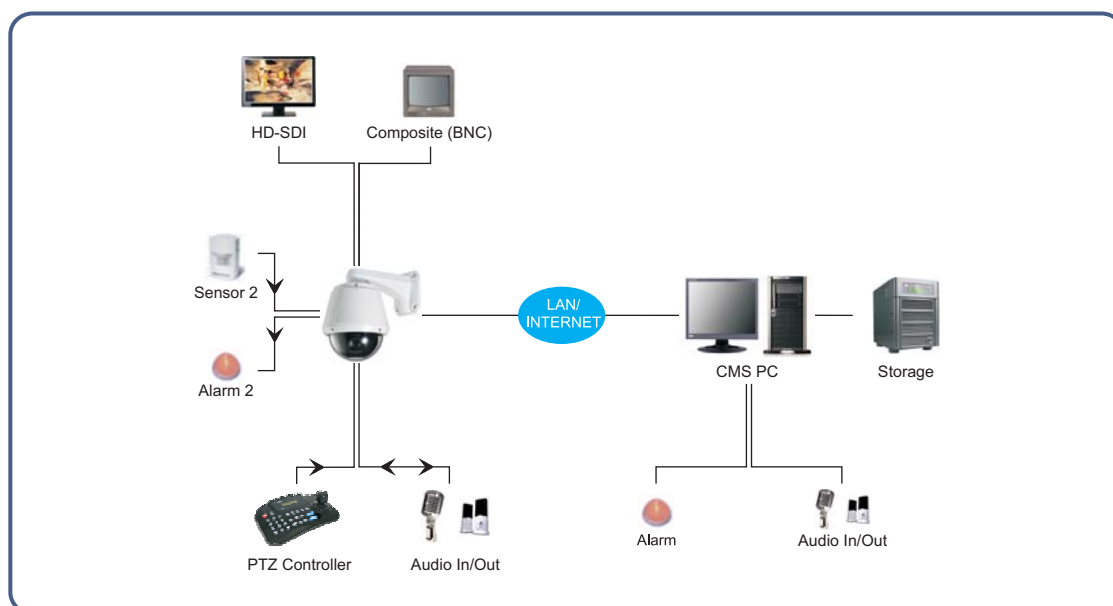 HD-SDI
Composite (BNC)
Sensor 2
Alarm 2
LAN/
INTERNET
CMS PC
Storage
PTZ Controller
Audio In/Out
Alarm
Audio In/Out